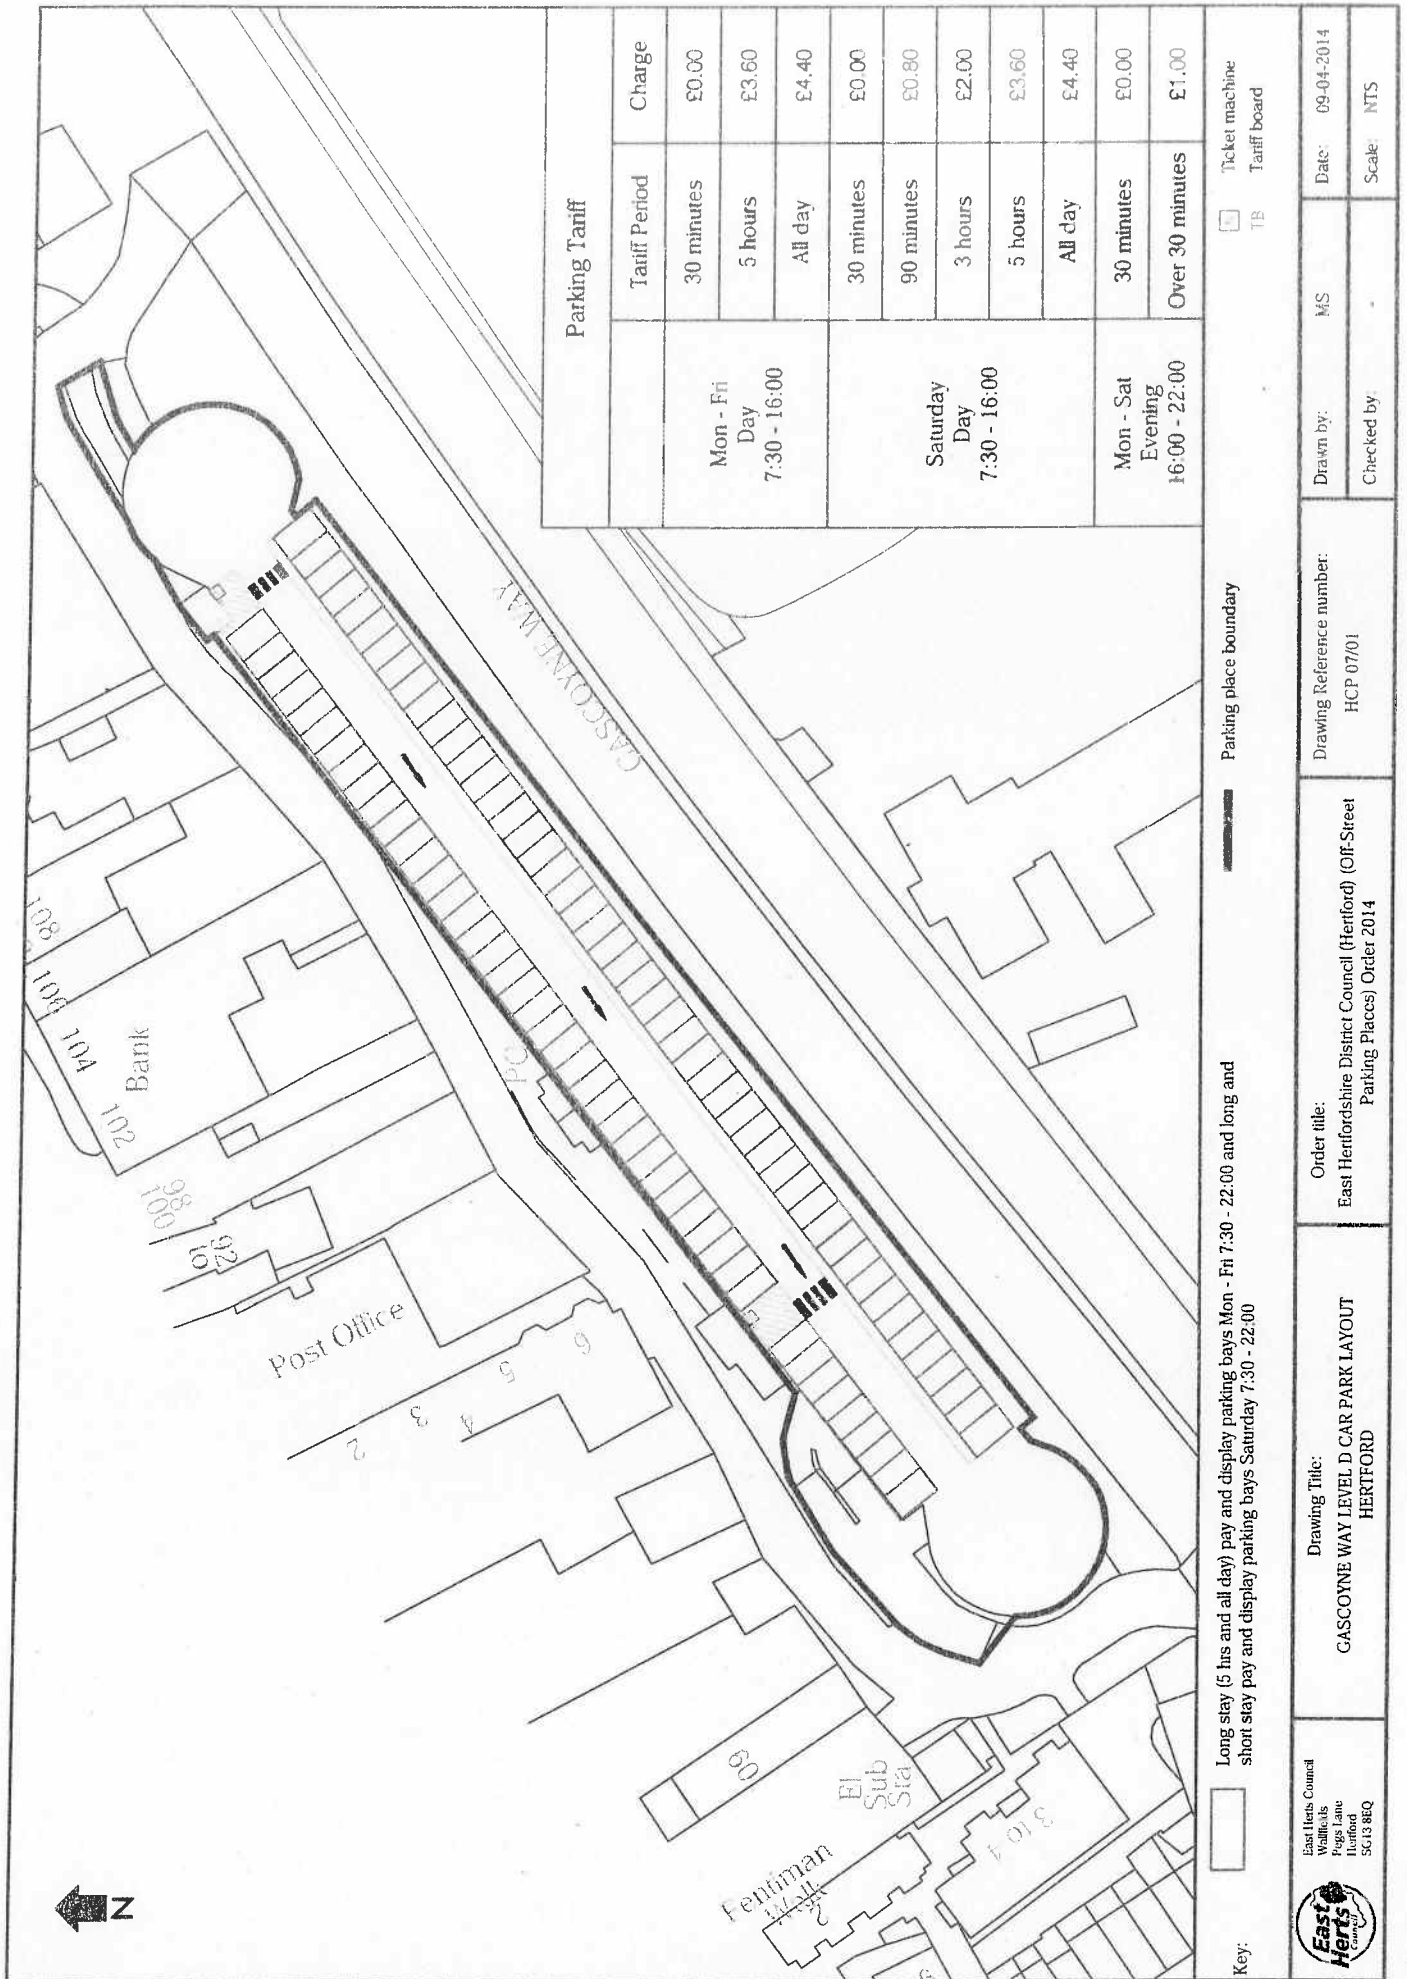 N
108
106
104
102
Bank
100
98
92
Post Office
2
3
4
5
6
PC
GASCOYNE WAY
60
El
Sub
Sta
Pentiman
Walk
2
Parking Tariff
Tariff Period Charge
Mon - Fri
Day
7:30 - 16:00
30 minutes £0.00
5 hours £3.60
All day £4.40
Saturday
Day
7:30 - 16:00
30 minutes £0.00
90 minutes £0.80
3 hours £2.00
5 hours £3.60
All day £4.40
Mon - Sat
Evening
16:00 - 22:00
30 minutes £0.00
Over 30 minutes £1.00
Key:
Long stay (5 hrs and all day) pay and display parking bays Mon - Fri 7:30 - 22:00 and long and
short stay pay and display parking bays Saturday 7:30 - 22:00
Parking place boundary
Ticket machine
TB Tariff board
East
Herts
Council
East Herts Council
Wallfields
Pegs Lane
Hertford
SG13 8EQ
Drawing Title:
GASCOYNE WAY LEVEL D CAR PARK LAYOUT
HERTFORD
Order title:
East Hertfordshire District Council (Hertford) (Off-Street
Parking Places) Order 2014
Drawing Reference number:
HCP 07/01
Drawn by: MS
Checked by: -
Date: 09-04-2014
Scale: NTS